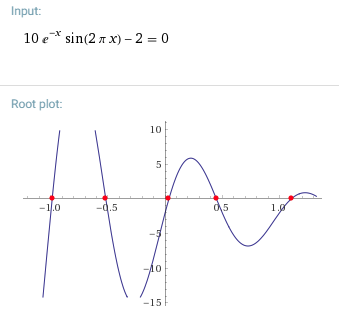 Input:
10 e^-x sin(2 π x) – 2 = 0
Root plot:
10
5
–1.0 –0.5 0.5 1.0
–5
–10
–15